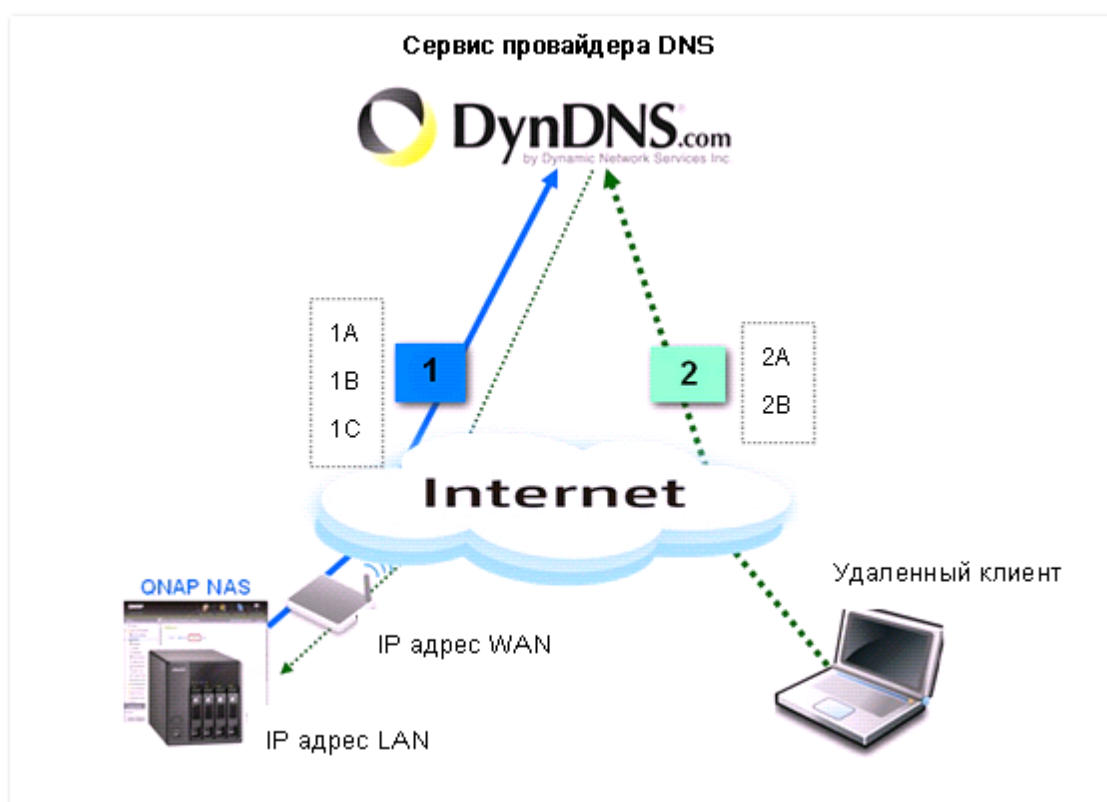 Сервис провайдера DNS
DynDNS.com
by Dynamic Network Services Inc.
1A
1B
1C
1
2
2A
2B
Internet
QNAP NAS
Удаленный клиент
IP адрес WAN
IP адрес LAN